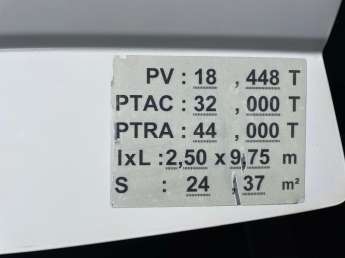 PV : 18 , 448 T
PTAC : 32 , 000 T
PTRA : 44 , 000 T
lxL : 2,50 x 9,75 m
S : 24 , 37 m²